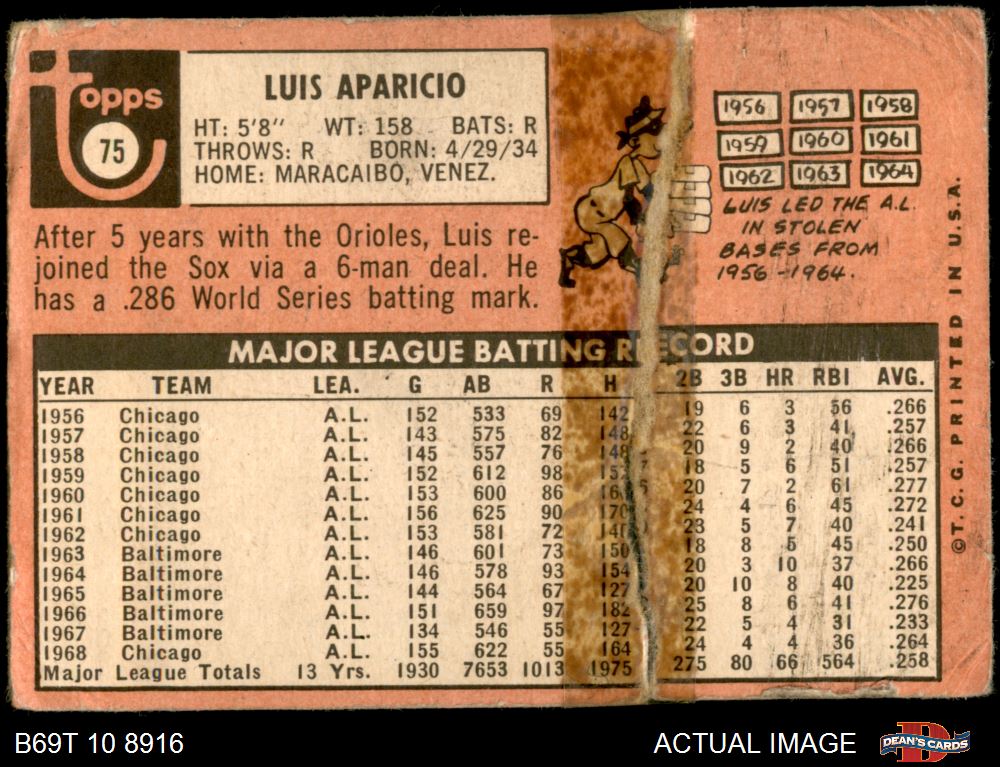 Topps
75
LUIS APARICIO
HT: 5'8" WT: 158 BATS: R
THROWS: R BORN: 4/29/34
HOME: MARACAIBO, VENEZ.
After 5 years with the Orioles, Luis re-
joined the Sox via a 6-man deal. He
has a .286 World Series batting mark.
1956 1957 1958
1959 1960 1961
1962 1963 1964
LUIS LED THE A.L.
IN STOLEN
BASES FROM
1956-1964.
MAJOR LEAGUE BATTING RECORD
YEAR TEAM LEA. G AB R H 2B 3B HR RBI AVG.
1956 Chicago A.L. 152 533 69 142 19 6 3 56 .266
1957 Chicago A.L. 143 575 82 148 22 6 3 41 .257
1958 Chicago A.L. 145 557 76 148 20 9 2 40 .266
1959 Chicago A.L. 152 612 98 18 5 6 51 .257
1960 Chicago A.L. 153 600 86 20 7 2 61 .277
1961 Chicago A.L. 156 625 90 170 24 4 6 45 .272
1962 Chicago A.L. 153 581 72 140 23 5 7 40 .241
1963 Baltimore A.L. 146 601 73 150 18 8 5 45 .250
1964 Baltimore A.L. 146 578 93 154 20 3 10 37 .266
1965 Baltimore A.L. 144 564 67 127 20 10 8 40 .225
1966 Baltimore A.L. 151 659 97 182 25 8 6 41 .276
1967 Baltimore A.L. 134 546 55 127 22 5 4 31 .233
1968 Chicago A.L. 155 622 55 164 24 4 4 36 .264
Major League Totals 13 Yrs. 1930 7653 1013 1975 275 80 66 564 .258
©T.C.G. PRINTED IN U.S.A.
B69T 10 8916
ACTUAL IMAGE
D
DEAN'S CARDS